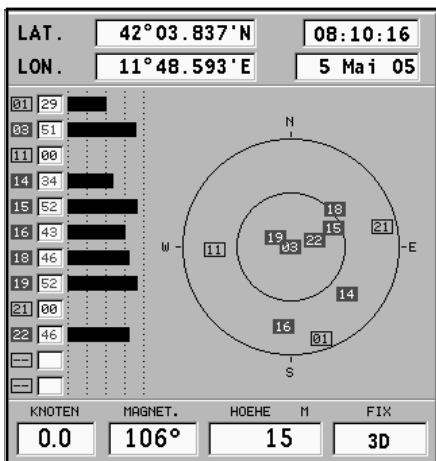 LAT. 42°03.837'N 08:10:16
LON. 11°48.593'E 5 Mai 05
01 29
03 51
11 00
14 34
15 52
16 43
18 46
19 52
21 00
22 46
--
--
N
18
15
21
19
22
03
W
11
E
14
16
01
S
KNOTEN MAGNET. HOEHE M FIX
0.0 106° 15 3D